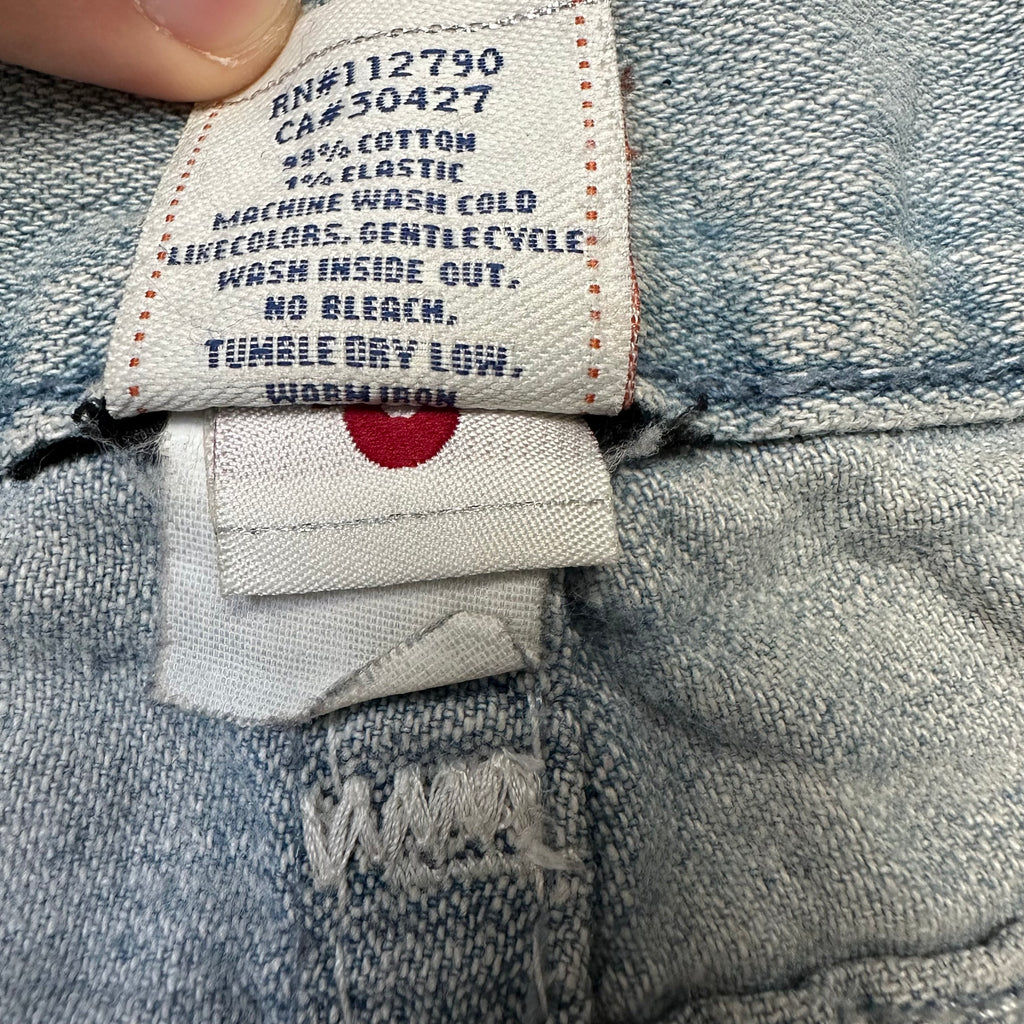 RN#112790
CA#30427
99% COTTON
1% ELASTIC
MACHINE WASH COLD
LIKECOLORS. GENTLECYCLE
WASH INSIDE OUT.
NO BLEACH.
TUMBLE DRY LOW.
WORM IRON